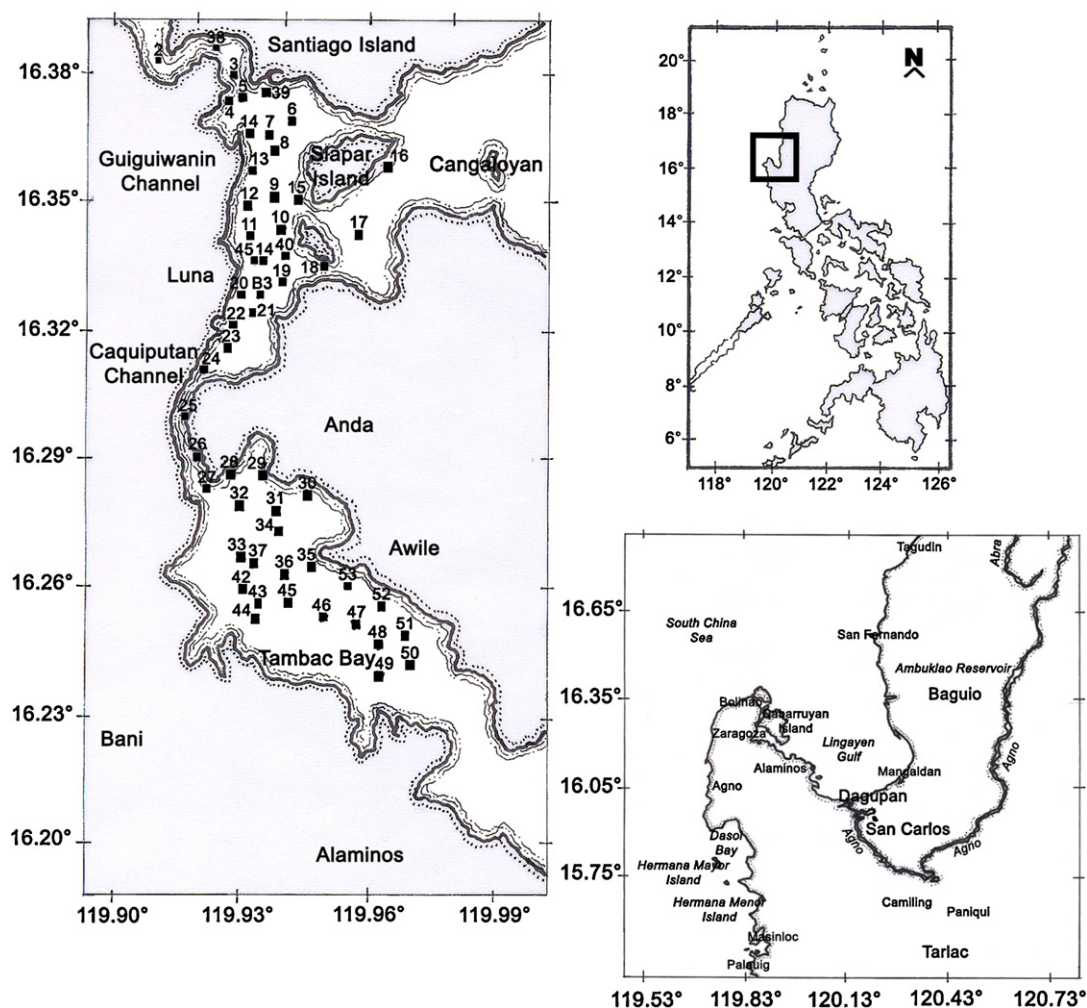 38
Santiago Island
2
16.38°
3
5
39
4
6
14
7
8
Guiguiwanin
Channel
13
Siapar
Island
16
Cangaloyan
12
9
15
16.35°
11
10
17
45
14
40
18
Luna
19
20
B3
21
22
16.32°
23
Caquiputan
Channel
24
25
Anda
26
16.29°
27
28
29
30
32
31
34
Awile
33
37
36
35
53
16.26°
42
43
45
52
44
46
47
51
48
50
Tambac Bay
49
16.23°
Bani
16.20°
Alaminos
119.90°
119.93°
119.96°
119.99°
20°
N
18°
16°
14°
12°
10°
8°
6°
118°
120°
122°
124°
126°
Tagudin
Abra
16.65°
South China
Sea
San Fernando
Ambuklao Reservoir
Baguio
16.35°
Bolinao
Cabarruyan
Island
Zaragoza
Lingayen
Gulf
Alaminos
Mangaldan
Agno
Agno
16.05°
Dagupan
San Carlos
Agno
Agno
Dasol
Bay
Hermana Mayor
Island
15.75°
Hermana Menor
Island
Camiling
Paniqui
Masinloc
Tarlac
Palauig
119.53°
119.83°
120.13°
120.43°
120.73°